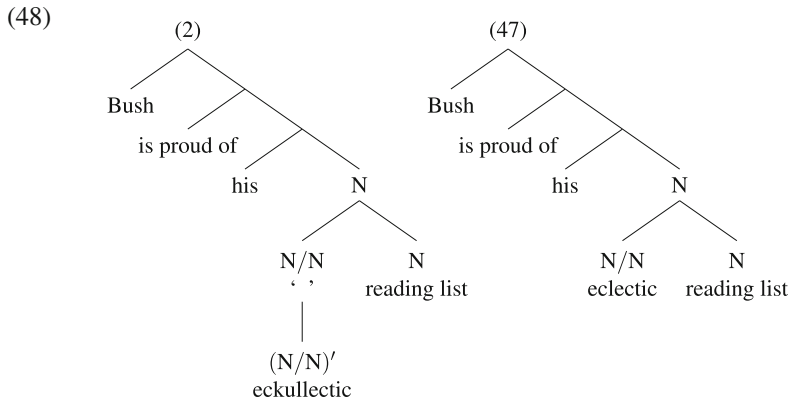 (48)
(2) (47)
Bush Bush
is proud of is proud of
his N his N
N/N N N/N N
‘ ’ reading list eclectic reading list
(N/N)′
eckullectic